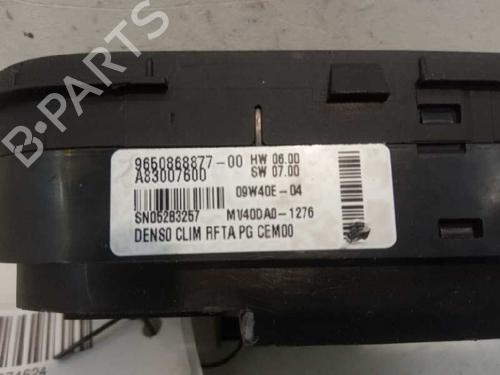 9650868877-00 HW 06.00
A83007600 SW 07.00
09W40E-04
SN05283257 MV40DA0-1276
DENSO CLIM RFTA PG CEM00
B-PARTS